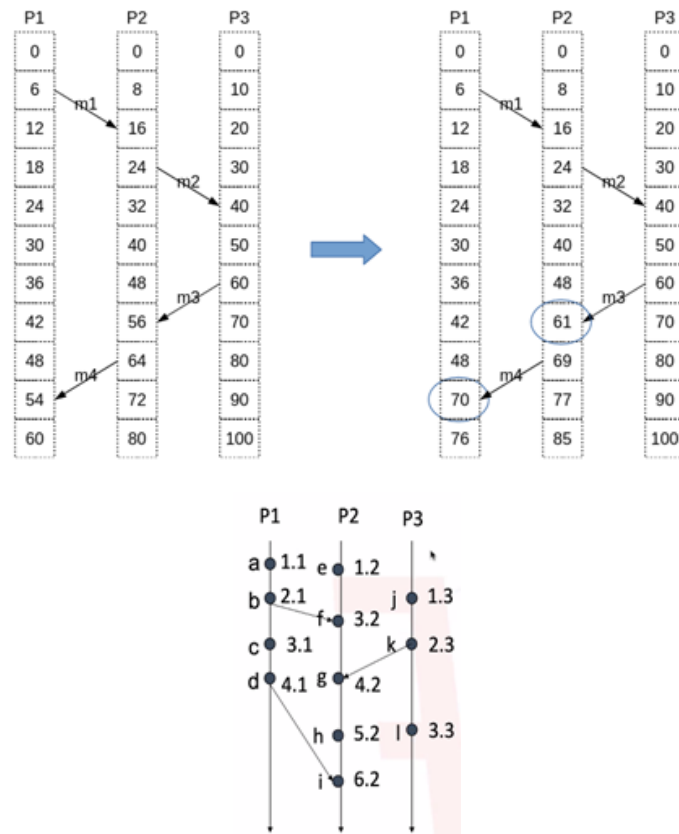 P1 P2 P3 P1 P2 P3
0 0 0 0 0 0
6 8 10 6 8 10
m1 m1
12 16 20 12 16 20
18 24 30 18 24 30
m2 m2
24 32 40 24 32 40
30 40 50 30 40 50
36 48 60 36 48 60
m3 m3
42 56 70 42 61 70
48 64 80 48 69 80
m4 m4
54 72 90 70 77 90
60 80 100 76 85 100
P1 P2 P3
a 1.1 e 1.2
b 2.1 j 1.3
f 3.2
c 3.1 k 2.3
d 4.1 g 4.2
h 5.2 l 3.3
i 6.2